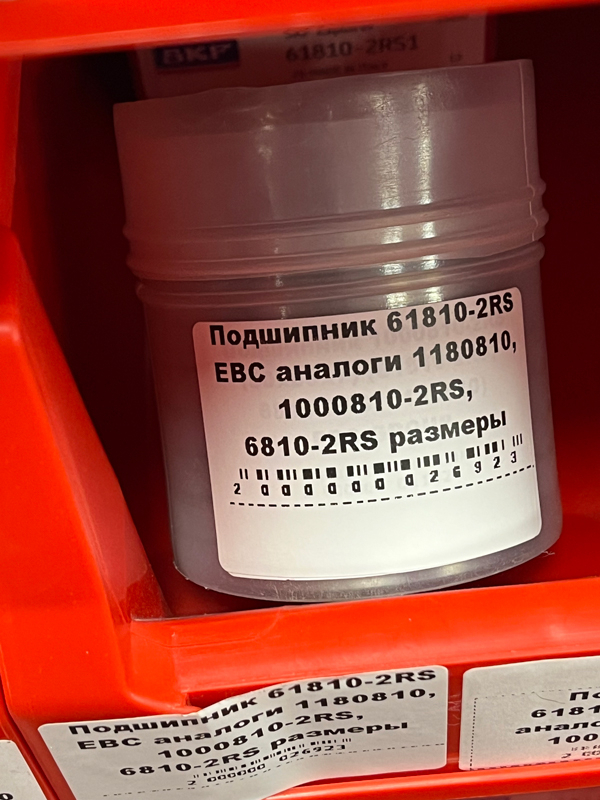 SKF
61810-2RS1
Подшипник 61810-2RS
EBC аналоги 1180810,
1000810-2RS,
6810-2RS размеры
2 000000 026923
Подшипник 61810-2RS
EBC аналоги 1180810,
1000810-2RS,
6810-2RS размеры
2 000000 026923